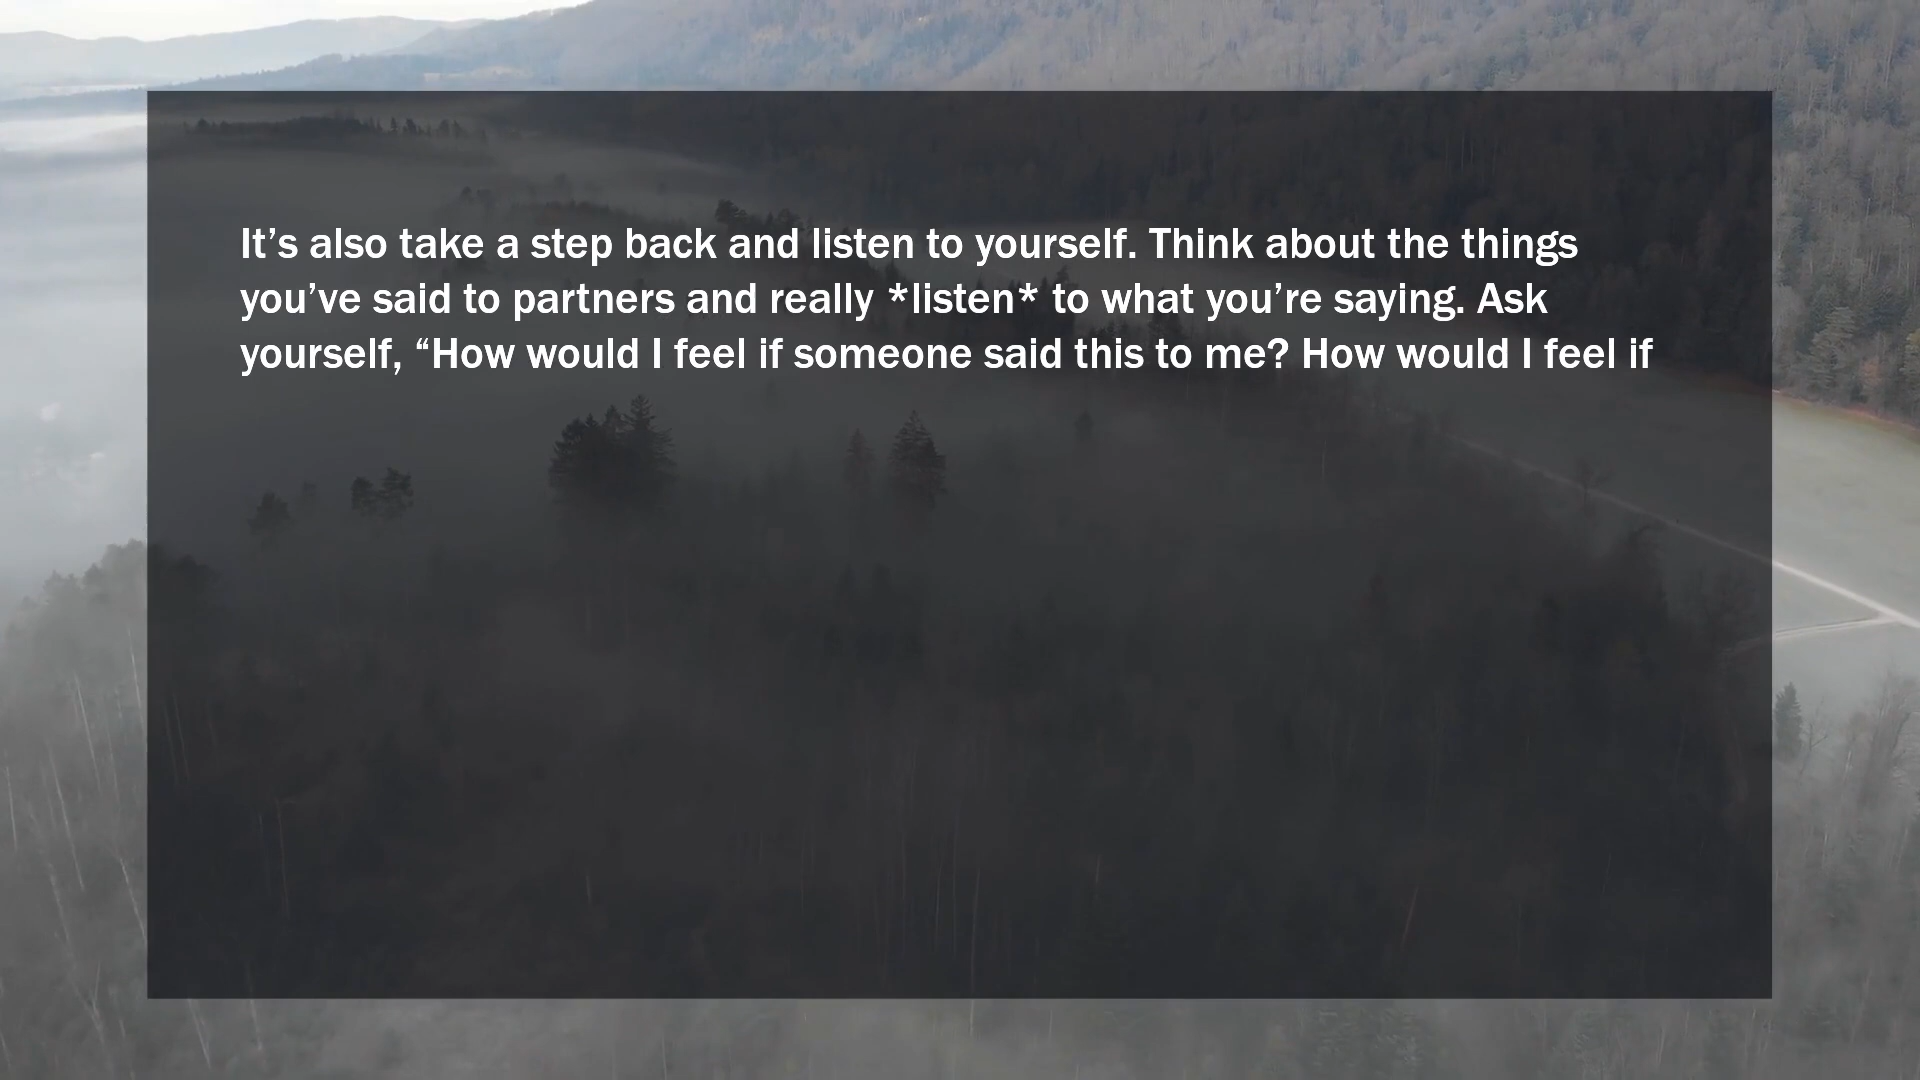 It’s also take a step back and listen to yourself. Think about the things
you’ve said to partners and really *listen* to what you’re saying. Ask
yourself, “How would I feel if someone said this to me? How would I feel if